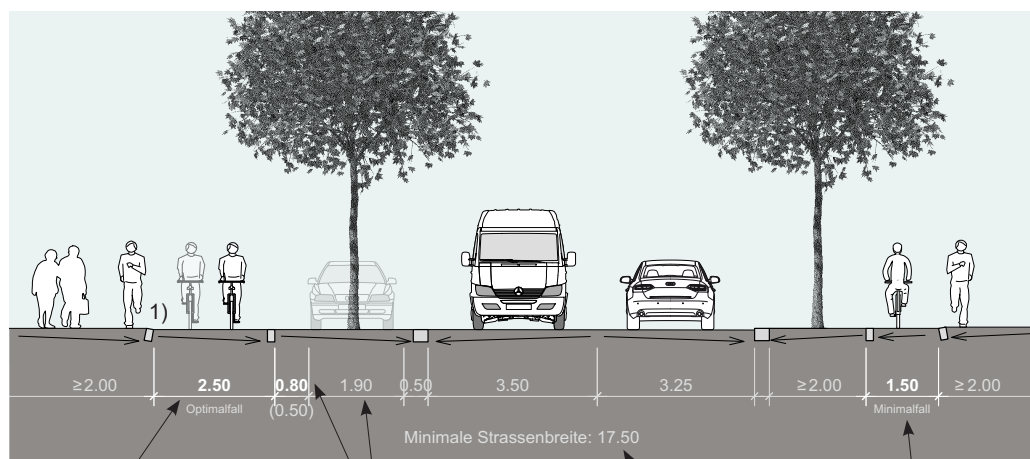 1)
≥2.00 2.50 0.80 1.90 0.50 3.50 3.25 ≥2.00 1.50 ≥2.00
Optimalfall (0.50) Minimalfall
Minimale Strassenbreite: 17.50